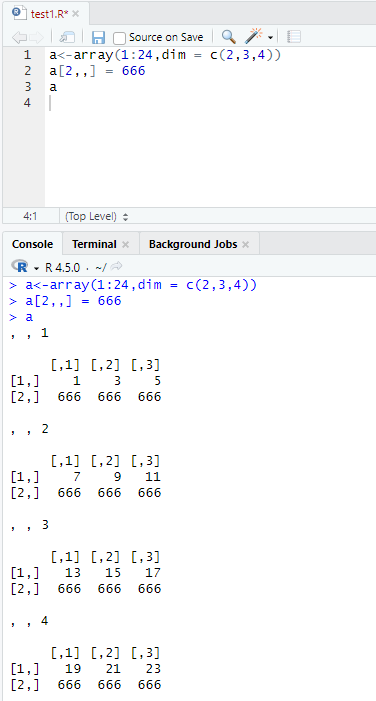 test1.R*
Source on Save
1 a<-array(1:24,dim = c(2,3,4))
2 a[2,,] = 666
3 a
4
4:1 (Top Level)
Console Terminal Background Jobs
R 4.5.0 · ~/
> a<-array(1:24,dim = c(2,3,4))
> a[2,,] = 666
> a
, , 1
     [,1] [,2] [,3]
[1,]    1    3    5
[2,]  666  666  666
, , 2
     [,1] [,2] [,3]
[1,]    7    9   11
[2,]  666  666  666
, , 3
     [,1] [,2] [,3]
[1,]   13   15   17
[2,]  666  666  666
, , 4
     [,1] [,2] [,3]
[1,]   19   21   23
[2,]  666  666  666